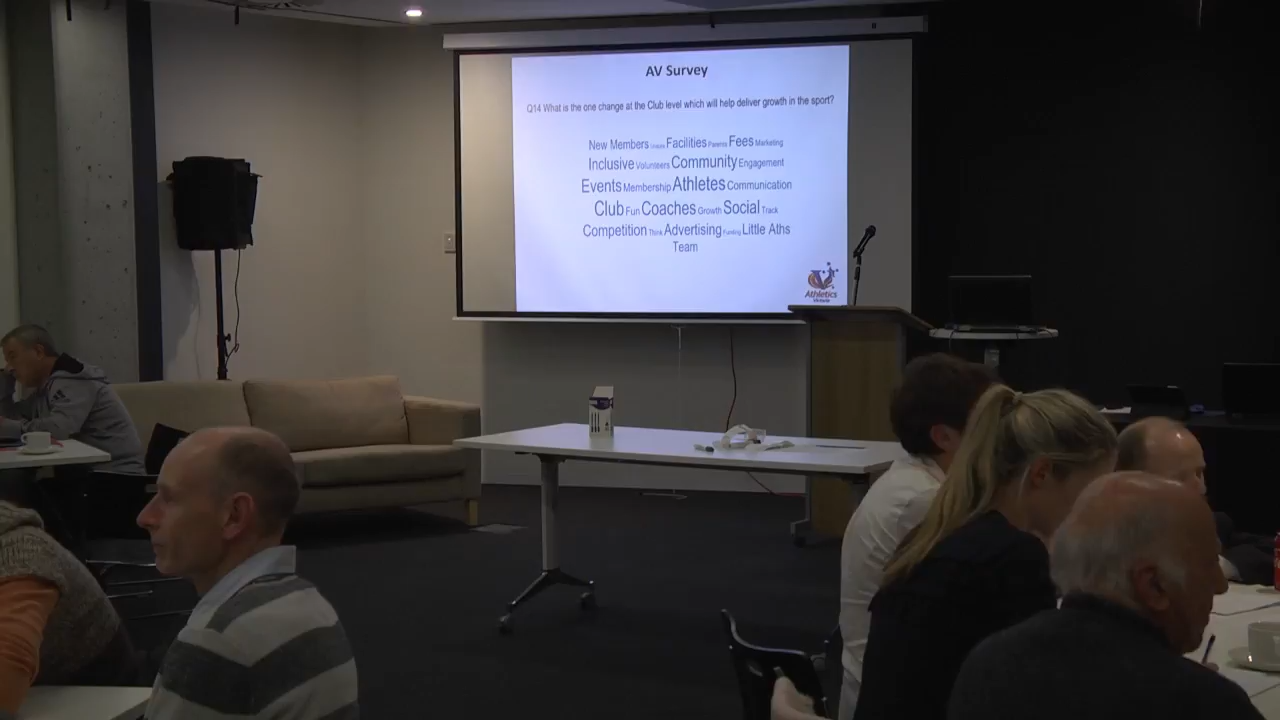 AV Survey
Q14 What is the one change at the Club level which will help deliver growth in the sport?
New Members Facilities Parents Fees Marketing
Inclusive Volunteers Community Engagement
Events Membership Athletes Communication
Club Fun Coaches Growth Social Track
Competition Think Advertising Funding Little Aths
Team
Athletics